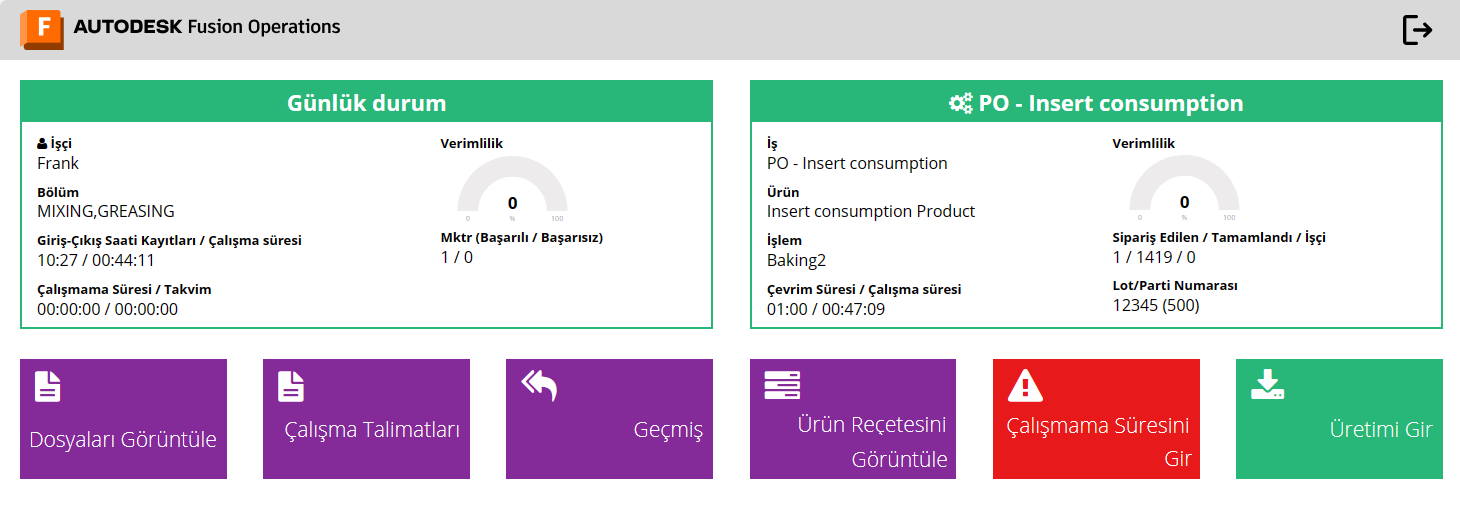 F AUTODESK Fusion Operations
Günlük durum
İşçi
Frank
Bölüm
MIXING,GREASING
Giriş-Çıkış Saati Kayıtları / Çalışma süresi
10:27 / 00:44:11
Çalışmama Süresi / Takvim
00:00:00 / 00:00:00
Verimlilik
0
0 % 100
Mktr (Başarılı / Başarısız)
1 / 0
PO - Insert consumption
İş
PO - Insert consumption
Ürün
Insert consumption Product
İşlem
Baking2
Çevrim Süresi / Çalışma süresi
01:00 / 00:47:09
Verimlilik
0
0 % 100
Sipariş Edilen / Tamamlandı / İşçi
1 / 1419 / 0
Lot/Parti Numarası
12345 (500)
Dosyaları Görüntüle
Çalışma Talimatları
Geçmiş
Ürün Reçetesini
Görüntüle
Çalışmama Süresini
Gir
Üretimi Gir